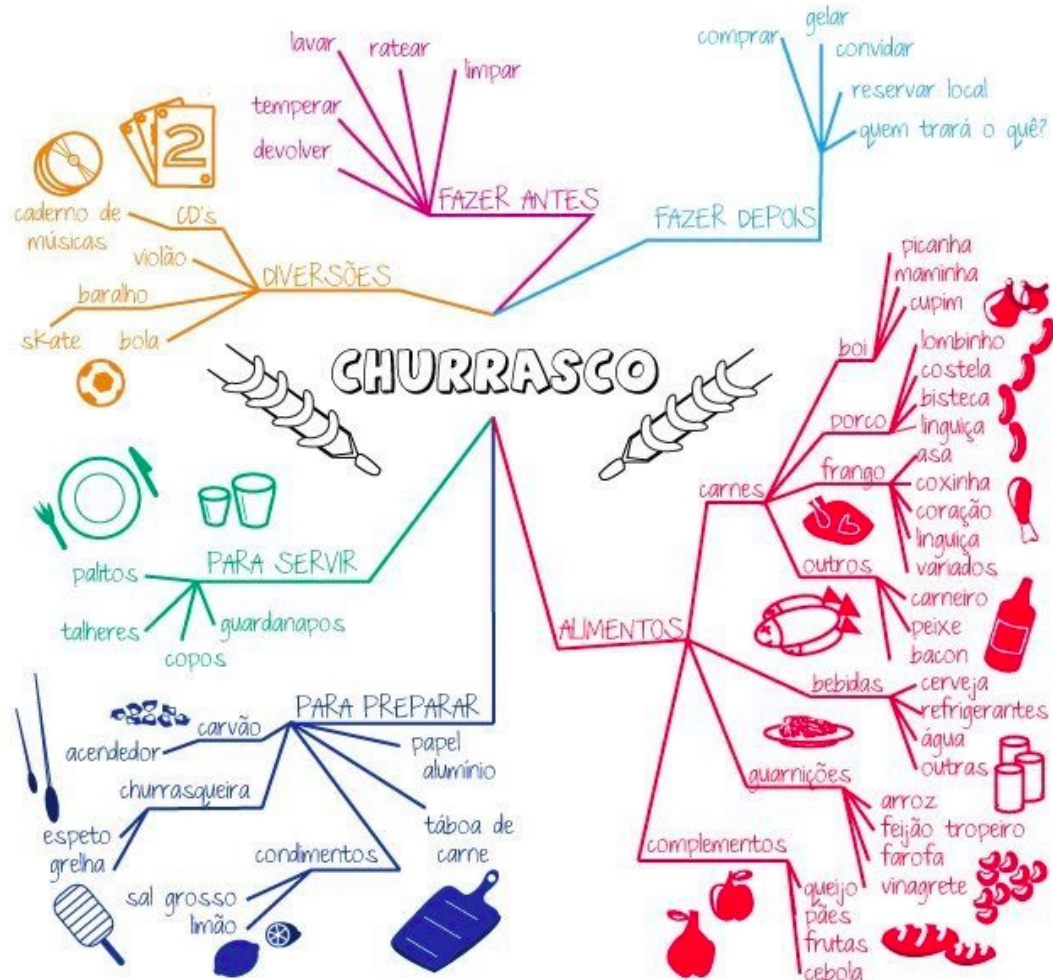 lavar
ratear
limpar
temperar
devolver
FAZER ANTES
comprar
gelar
convidar
reservar local
quem trará o quê?
FAZER DEPOIS
2
caderno de
músicas
CD's
violão
baralho
skate
bola
DIVERSÕES
CHURRASCO
PARA SERVIR
palitos
talheres
copos
guardanapos
PARA PREPARAR
carvão
acendedor
churrasqueira
espeto
grelha
condimentos
sal grosso
limão
papel
alumínio
táboa de
carne
ALIMENTOS
carnes
boi
picanha
maminha
cupim
porco
lombinho
costela
bisteca
linguiça
frango
asa
coxinha
coração
linguiça
variados
outros
carneiro
peixe
bacon
bebidas
cerveja
refrigerantes
água
outras
guarnições
arroz
feijão tropeiro
farofa
vinagrete
complementos
queijo
pães
frutas
cebola